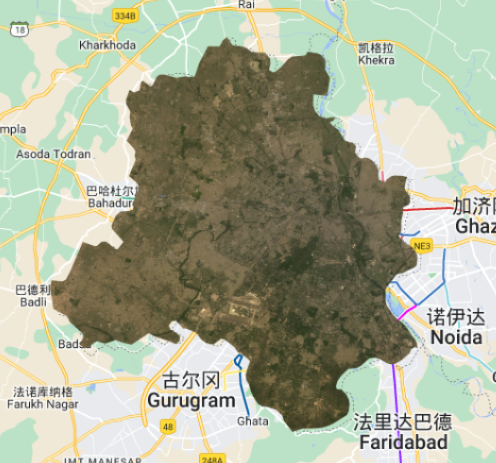 Rai
334B
18
Kharkhoda
凯格拉
Khekra
mpla
Asoda Todran
巴哈杜尔
Bahadur
加济
Ghaz
NE3
巴德利
Badli
诺伊达
Noida
Badsa
古尔冈
Gurugram
法诺库纳格
Farukh Nagar
Ghata
法里达巴德
Faridabad
48
248A
IMT MANESAR